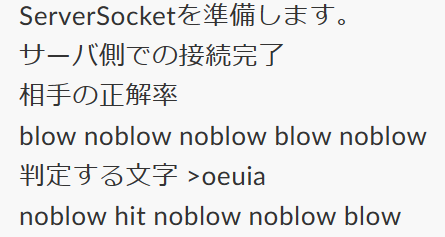 ServerSocketを準備します。
サーバ側での接続完了
相手の正解率
blow noblow noblow blow noblow
判定する文字 >oeuia
noblow hit noblow noblow blow